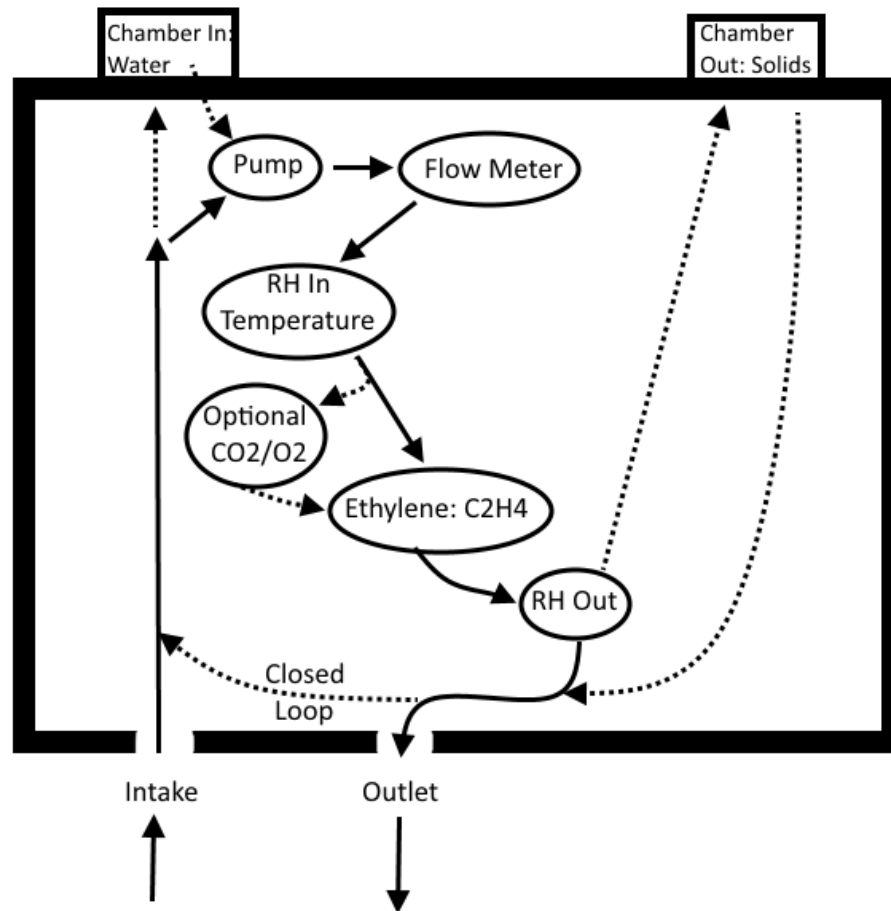 Chamber In:
Water
Chamber
Out: Solids
Pump
Flow Meter
RH In
Temperature
Optional
CO2/O2
Ethylene: C2H4
RH Out
Closed
Loop
Intake
Outlet